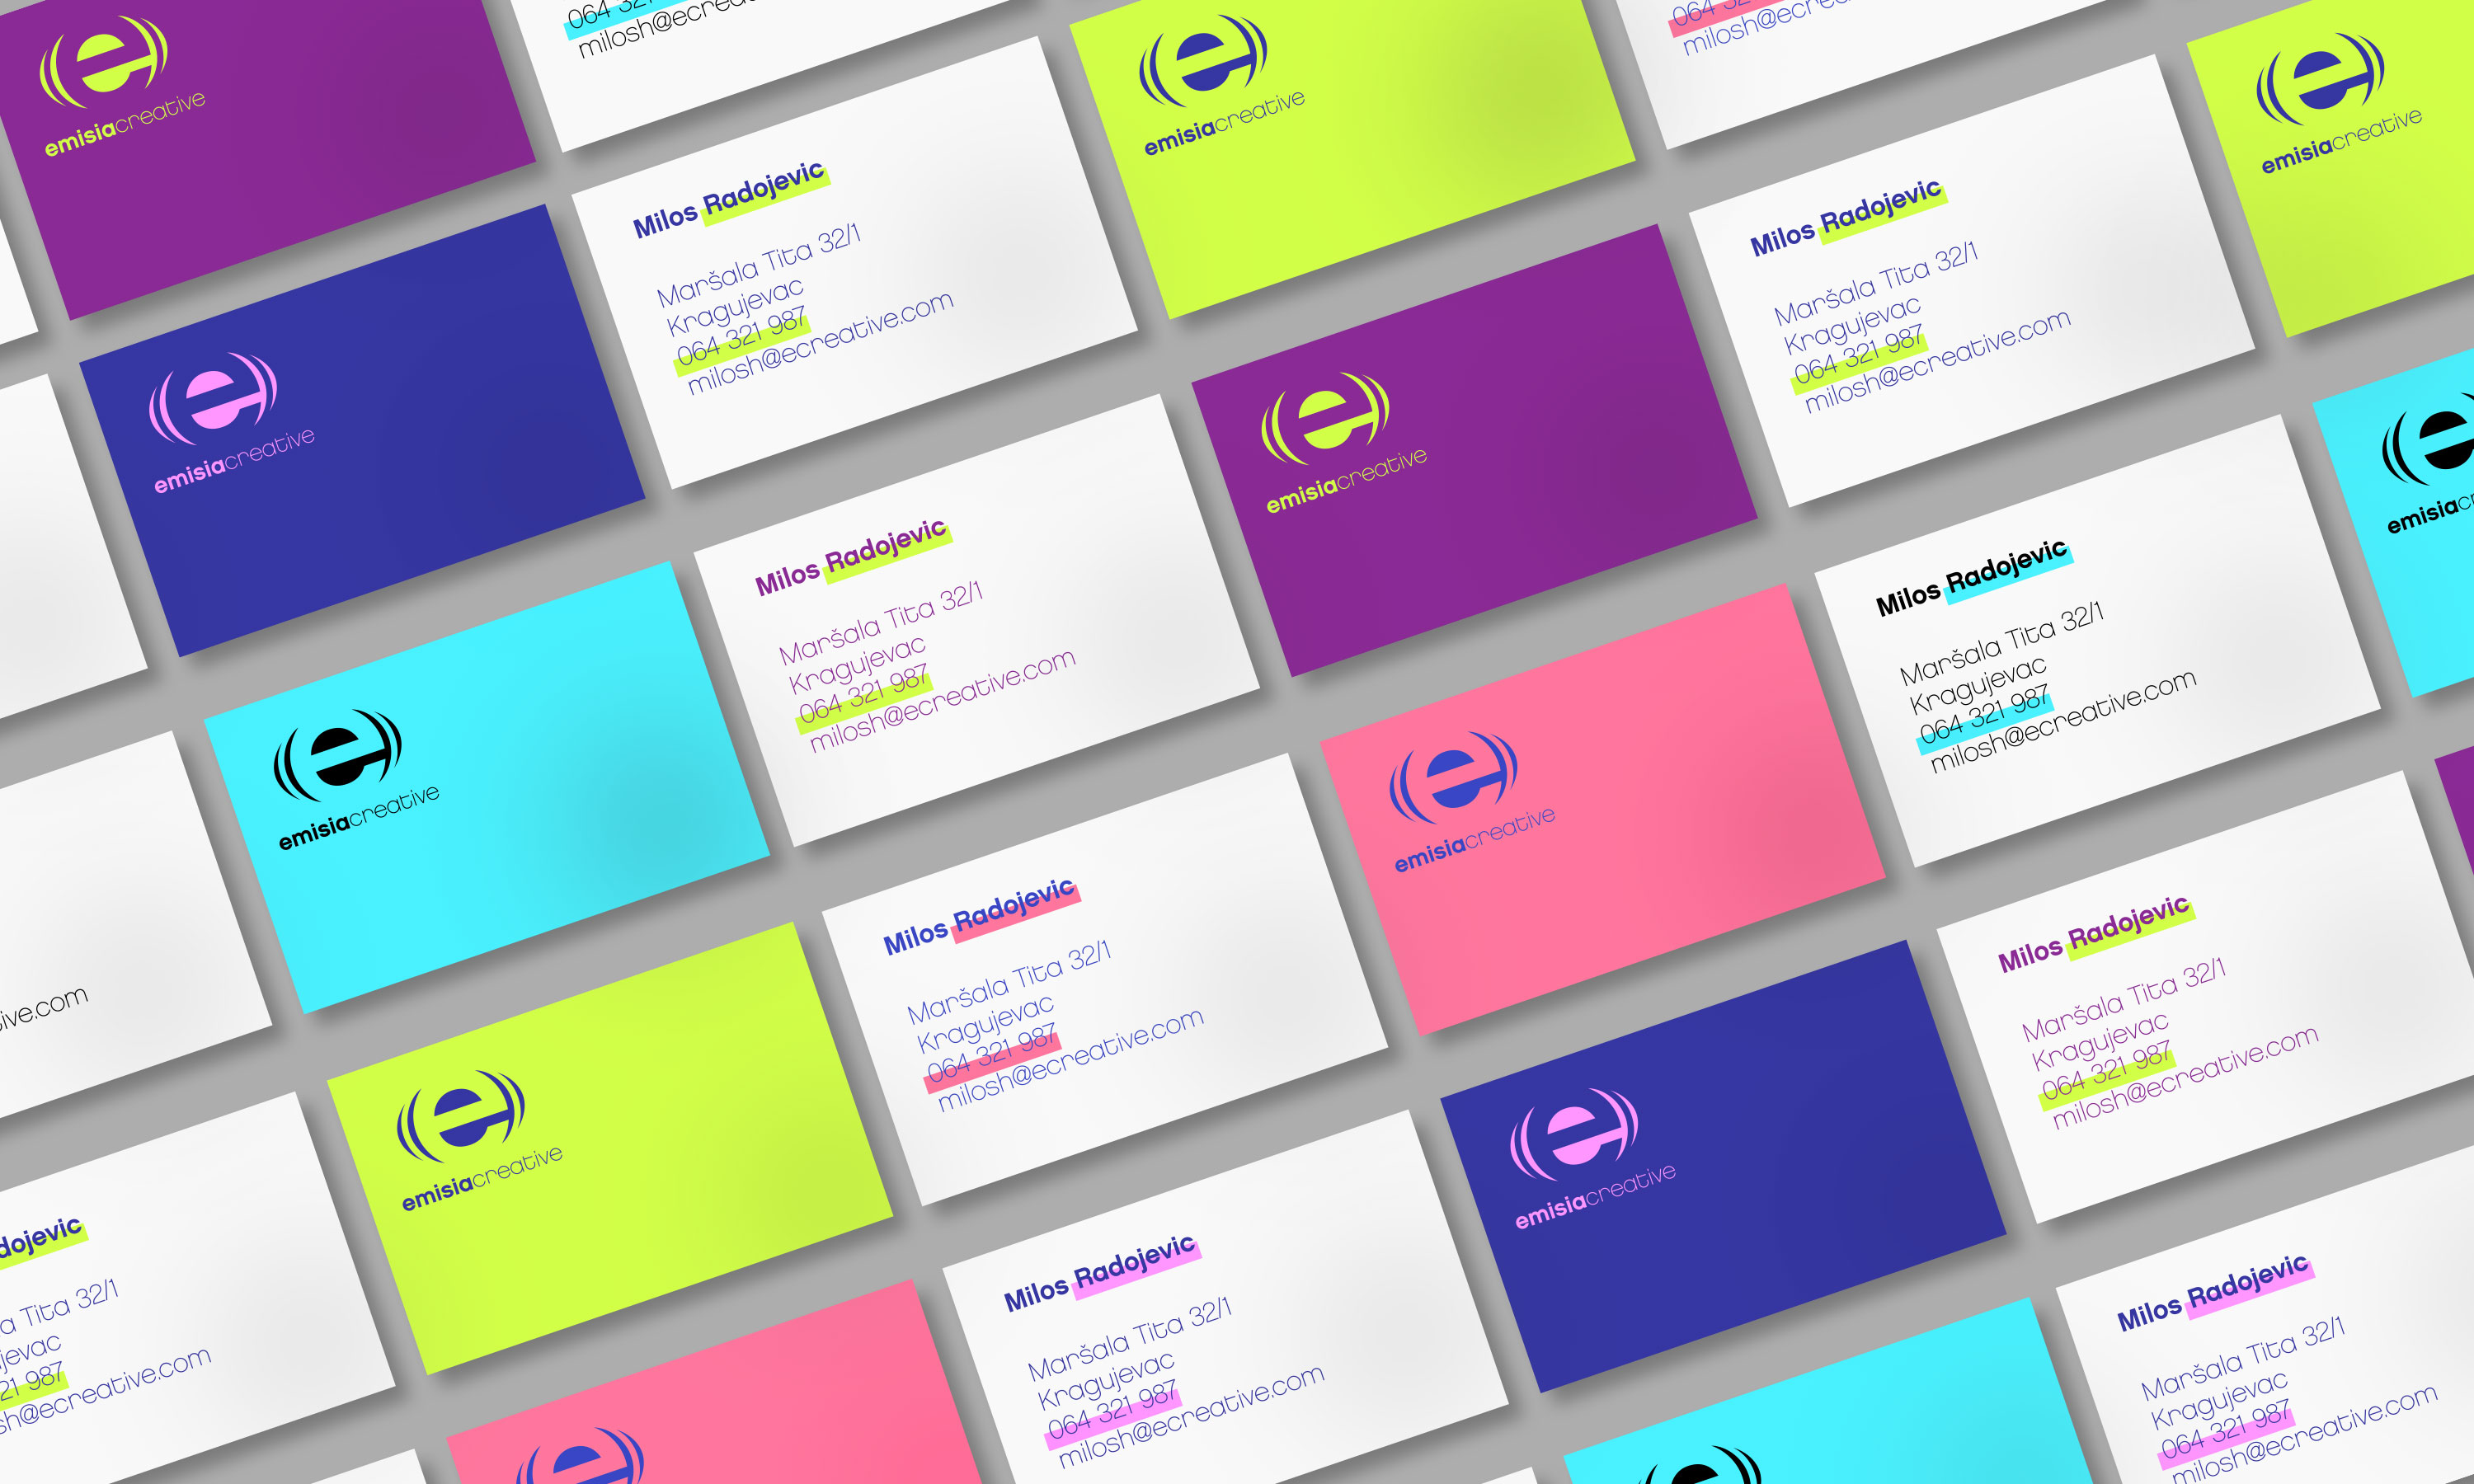 emisiacreative
064 321
milosh@ecrea
emisiacreative
064 32
milosh@ecre
emisiacreative
emisiacreative
Milos Radojevic
Maršala Tita 32/1
Kragujevac
064 321 987
milosh@ecreative.com
emisiacreative
Milos Radojevic
Maršala Tita 32/1
Kragujevac
064 321 987
milosh@ecreative.com
emisiacr
emisiacreative
Milos Radojevic
Maršala Tita 32/1
Kragujevac
064 321 987
milosh@ecreative.com
emisiacreative
Milos Radojevic
Maršala Tita 32/1
Kragujevac
064 321 987
milosh@ecreative.com
ive.com
emisiacreative
Milos Radojevic
Maršala Tita 32/1
Kragujevac
064 321 987
milosh@ecreative.com
emisiacreative
Milos Radojevic
Maršala Tita 32/1
Kragujevac
064 321 987
milosh@ecreative.com
dojevic
a Tita 32/1
jevac
21 987
sh@ecreative.com
Milos Radojevic
Maršala Tita 32/1
Kragujevac
064 321 987
milosh@ecreative.com
Milos Radojevic
Maršala Tita 32/1
Kragujevac
064 321 987
milosh@ecreative.com